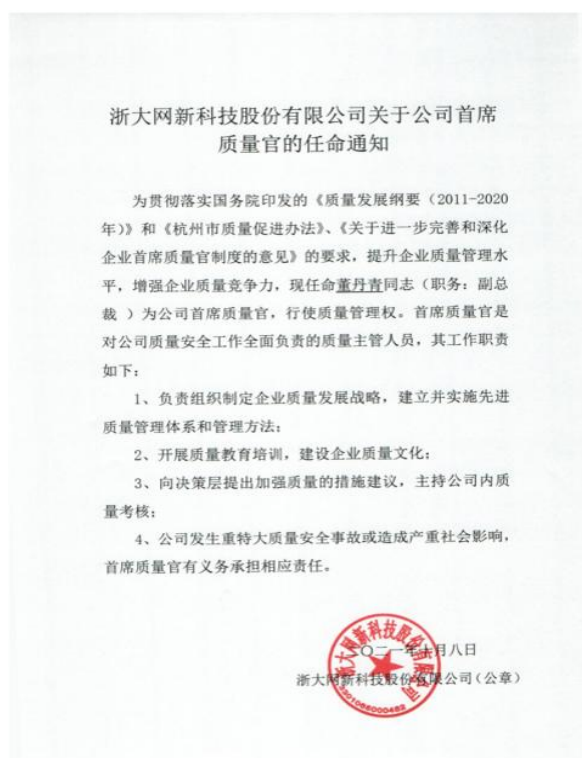 浙大网新科技股份有限公司关于公司首席
质量官的任命通知
为贯彻落实国务院印发的《质量发展纲要（2011-2020
年）》和《杭州市质量促进办法》、《关于进一步完善和深化
企业首席质量官制度的意见》的要求，提升企业质量管理水
平，增强企业质量竞争力，现任命董丹青同志（职务：副总
裁 ）为公司首席质量官，行使质量管理权。首席质量官是
对公司质量安全工作全面负责的质量主管人员，其工作职责
如下：
1、负责组织制定企业质量发展战略，建立并实施先进
质量管理体系和管理方法；
2、开展质量教育培训，建设企业质量文化；
3、向决策层提出加强质量的措施建议，主持公司内质
量考核；
4、公司发生重特大质量安全事故或造成产重社会影响，
首席质量官有义务承担相应责任。
二〇二一年十月八日
浙大网新科技股份有限公司（公章）
浙大网新科技股份有限公司